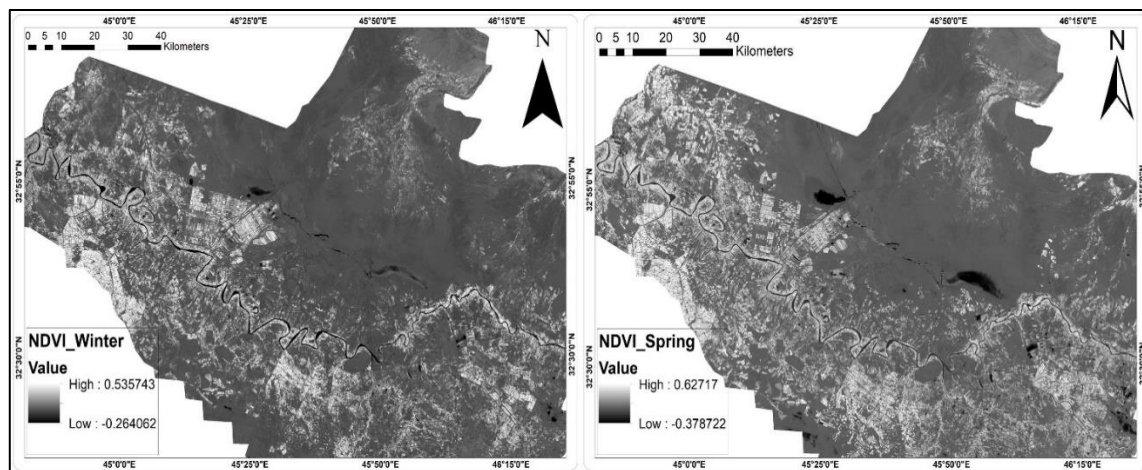 45°0'0"E 45°25'0"E 45°50'0"E 46°15'0"E
0 5 10 20 30 40
Kilometers
N
32°55'0"N
32°30'0"N
NDVI_Winter
Value
High : 0.535743
Low : -0.264062
45°0'0"E 45°25'0"E 45°50'0"E 46°15'0"E
45°0'0"E 45°25'0"E 45°50'0"E 46°15'0"E
0 5 10 20 30 40
Kilometers
N
32°55'0"N
32°30'0"N
NDVI_Spring
Value
High : 0.62717
Low : -0.378722
45°0'0"E 45°25'0"E 45°50'0"E 46°15'0"E